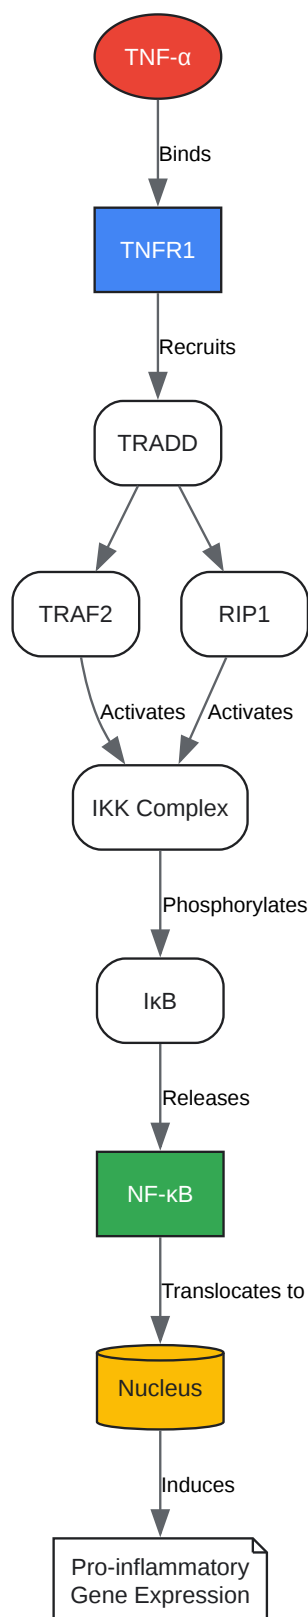 TNF-α
Binds
TNFR1
Recruits
TRADD
TRAF2
RIP1
Activates
Activates
IKK Complex
Phosphorylates
IκB
Releases
NF-κB
Translocates to
Nucleus
Induces
Pro-inflammatory
Gene Expression